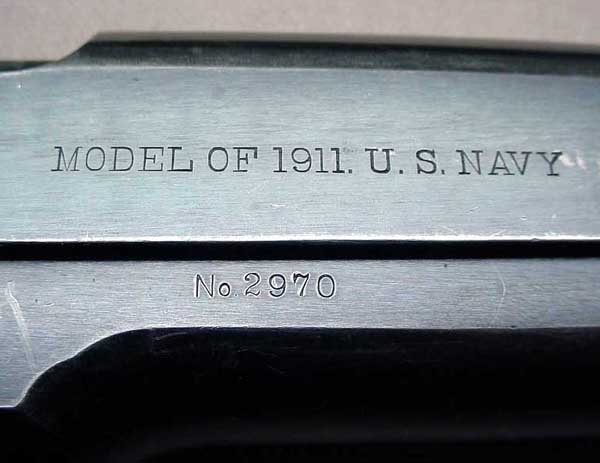 MODEL OF 1911. U. S. NAVY
No 2970